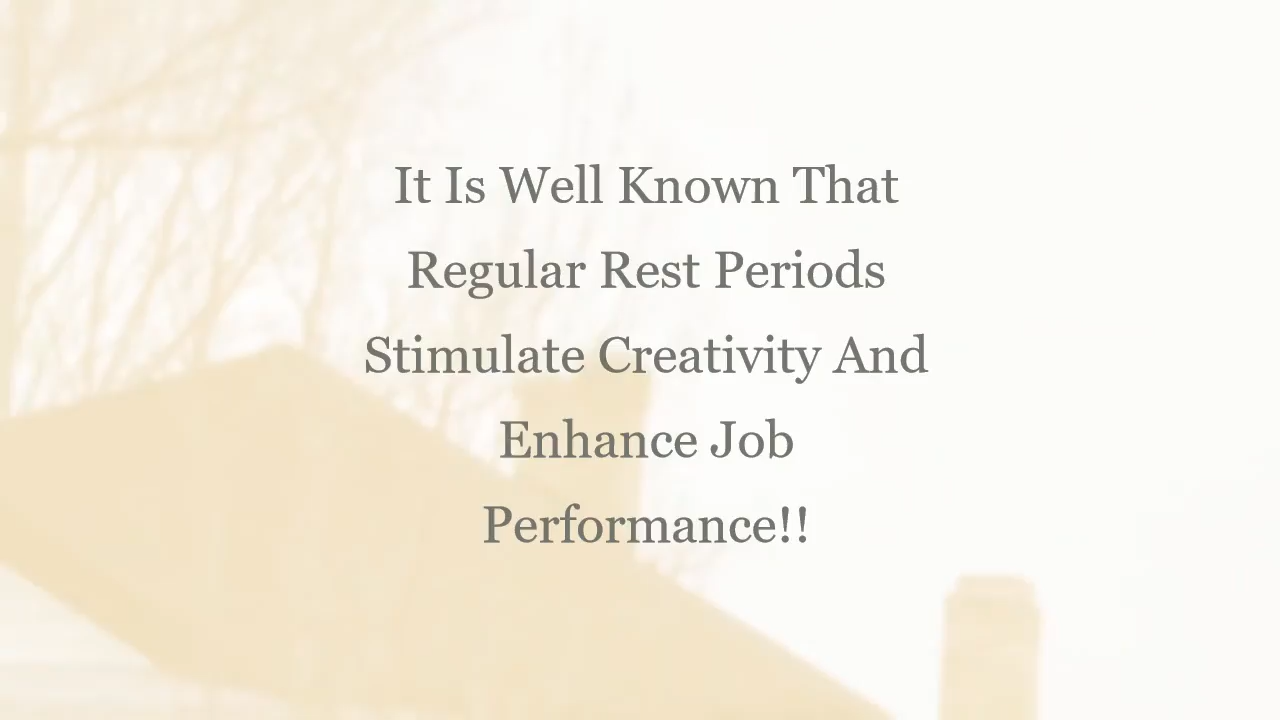 It Is Well Known That
Regular Rest Periods
Stimulate Creativity And
Enhance Job
Performance!!